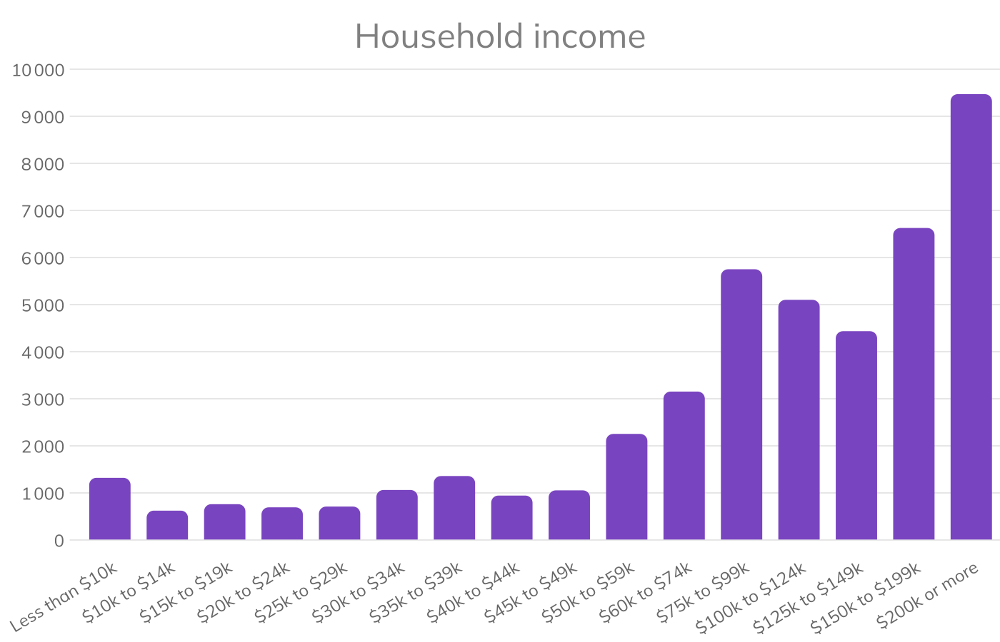 Household income
10 000
9 000
8 000
7 000
6 000
5 000
4 000
3 000
2 000
1 000
0
Less than $10k
$10k to $14k
$15k to $19k
$20k to $24k
$25k to $29k
$30k to $34k
$35k to $39k
$40k to $44k
$45k to $49k
$50k to $59k
$60k to $74k
$75k to $99k
$100k to $124k
$125k to $149k
$150k to $199k
$200k or more